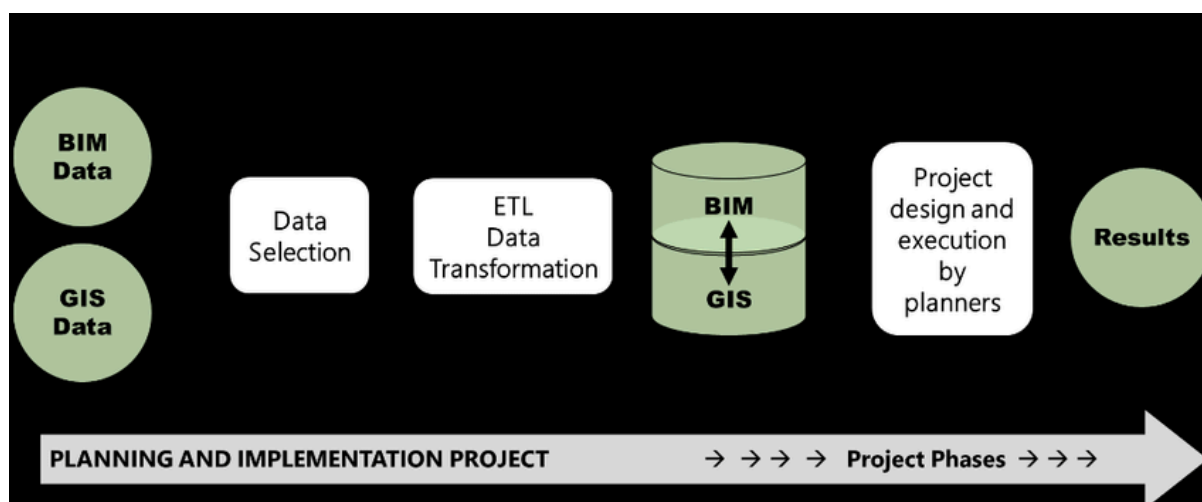 BIM
Data
GIS
Data
Data
Selection
ETL
Data
Transformation
BIM
GIS
Project
design and
execution
by
planners
Results
PLANNING AND IMPLEMENTATION PROJECT → → → → Project Phases → → →